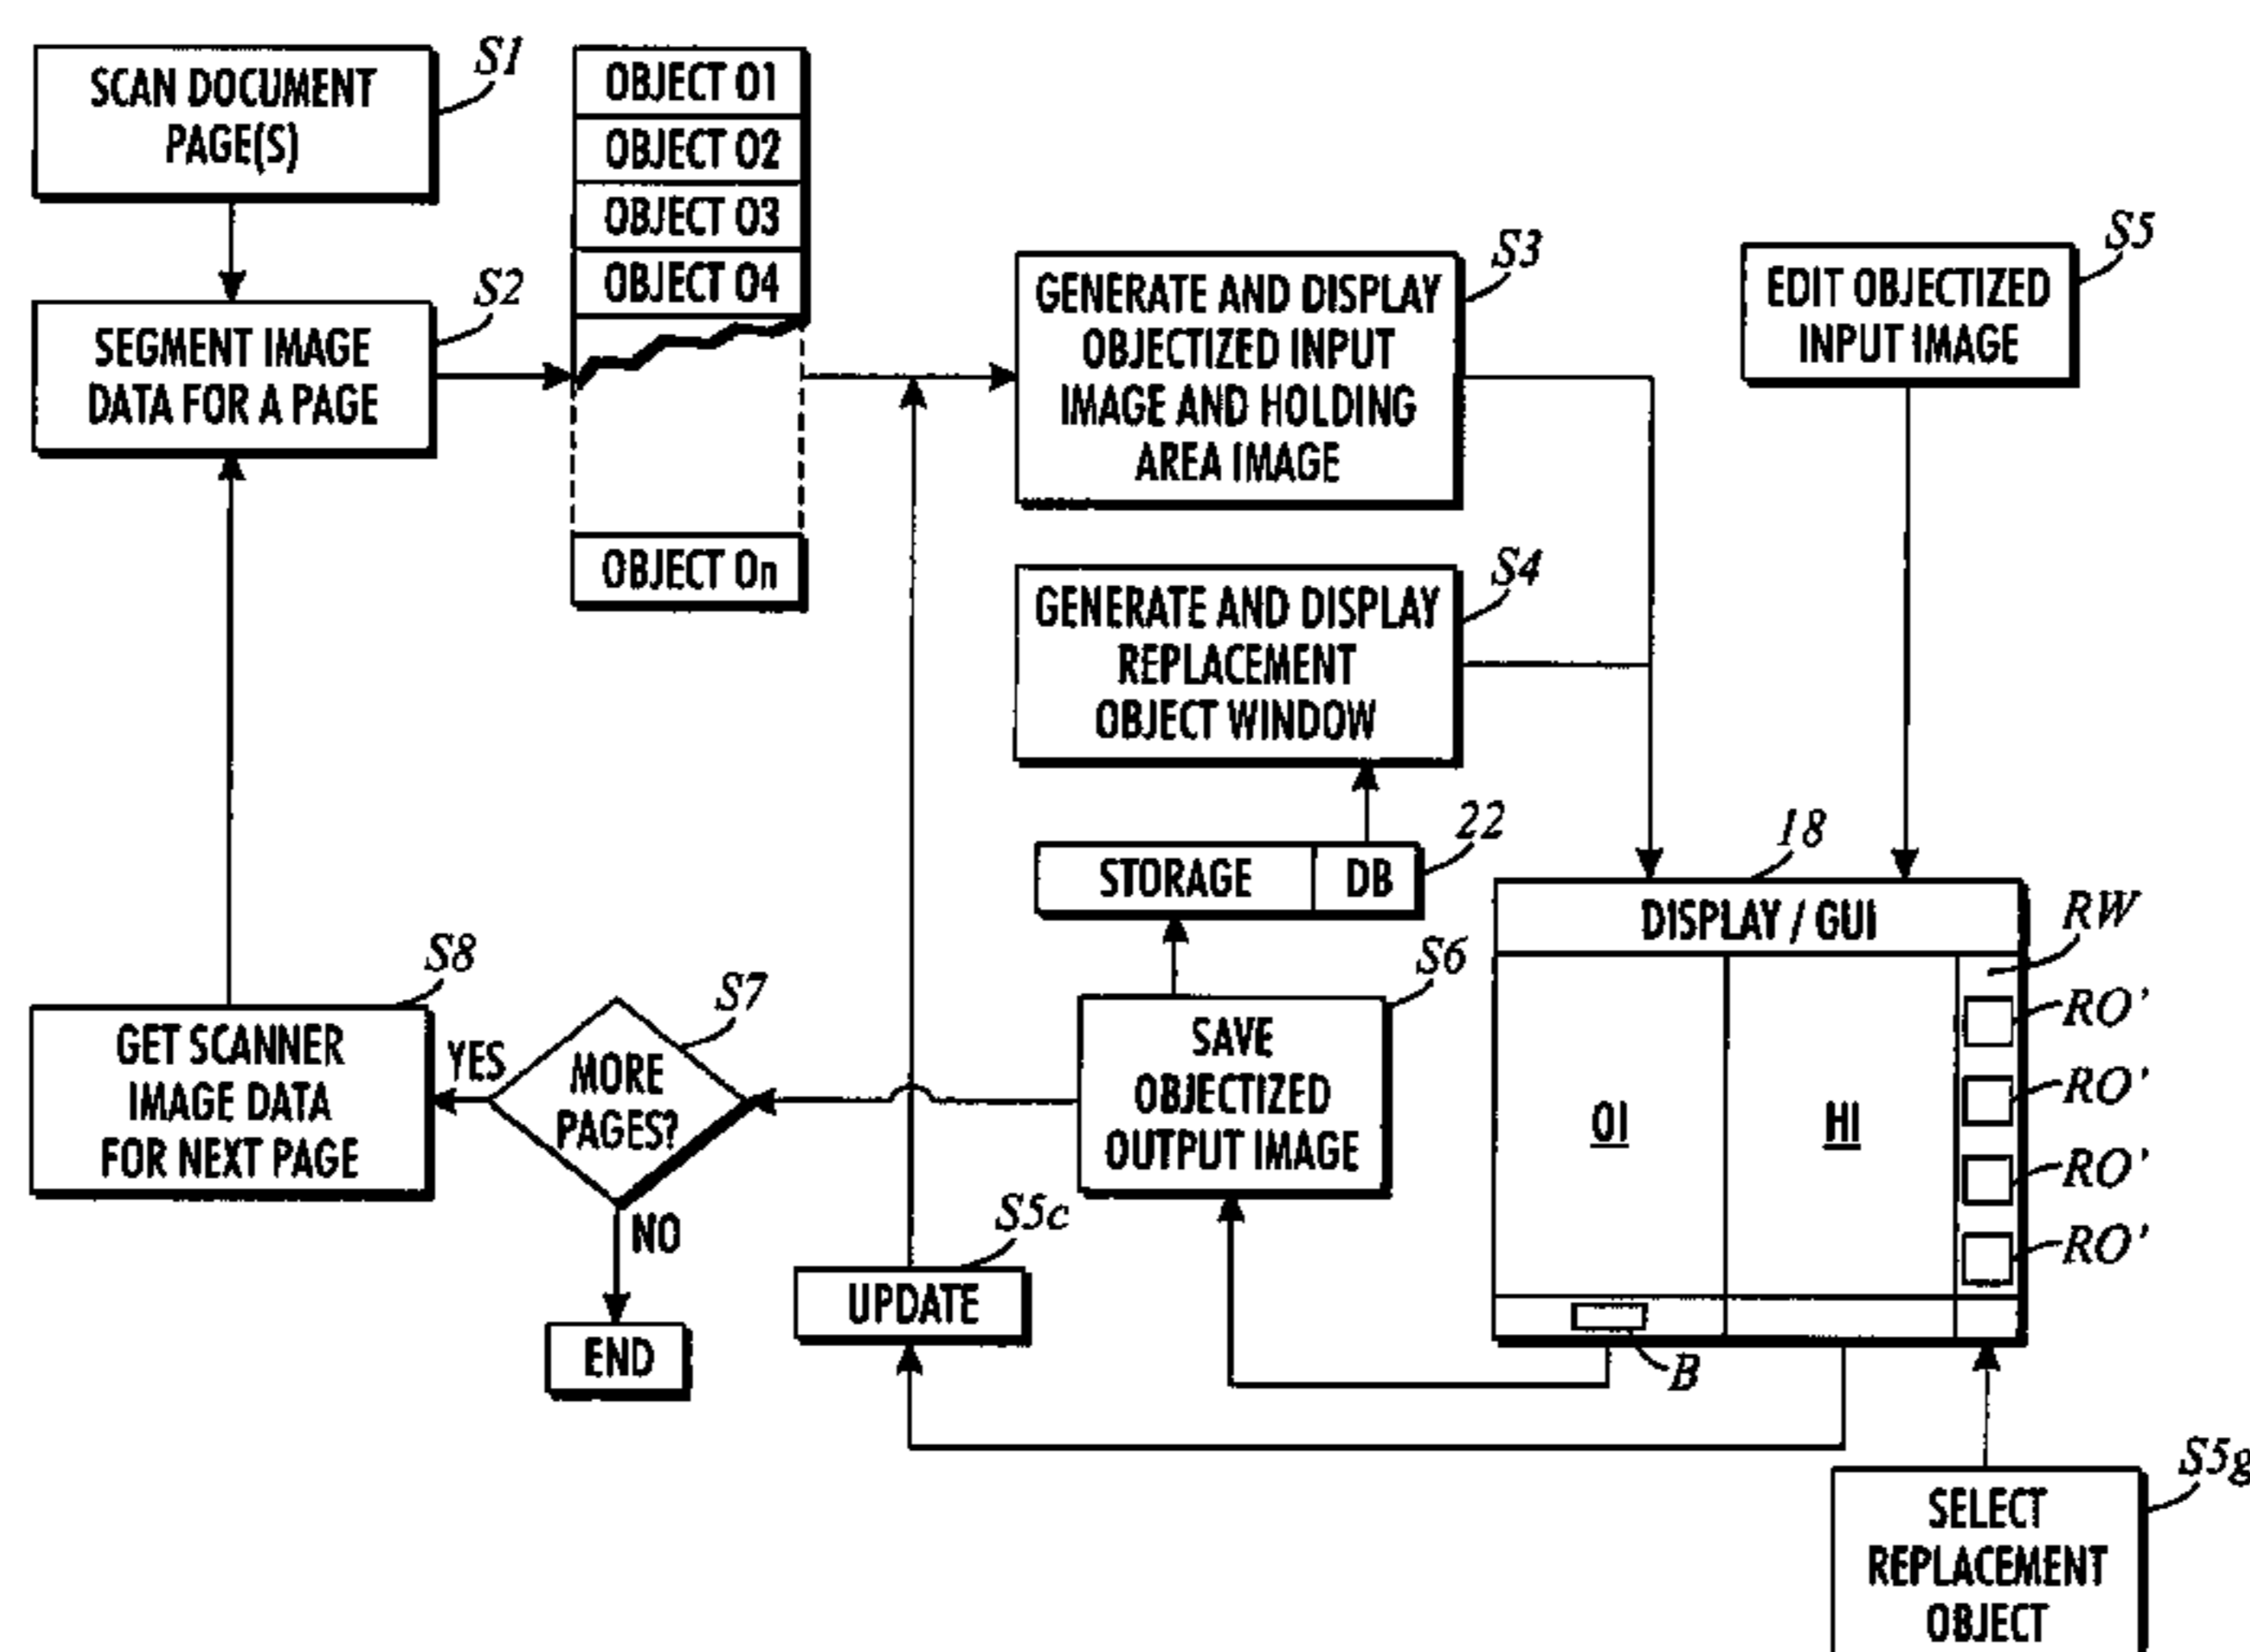 SCAN DOCUMENT
PAGE(S)
S1
SEGMENT IMAGE
DATA FOR A PAGE
S2
OBJECT O1
OBJECT O2
OBJECT O3
OBJECT O4
OBJECT On
GENERATE AND DISPLAY
OBJECTIZED INPUT
IMAGE AND HOLDING
AREA IMAGE
S3
EDIT OBJECTIZED
INPUT IMAGE
S5
GENERATE AND DISPLAY
REPLACEMENT
OBJECT WINDOW
S4
STORAGE
DB
22
18
DISPLAY / GUI
RW
RO'
RO'
RO'
RO'
OI
HI
B
SAVE
OBJECTIZED
OUTPUT IMAGE
S6
MORE
PAGES?
S7
YES
NO
GET SCANNER
IMAGE DATA
FOR NEXT PAGE
S8
END
UPDATE
S5c
SELECT
REPLACEMENT
OBJECT
S5g